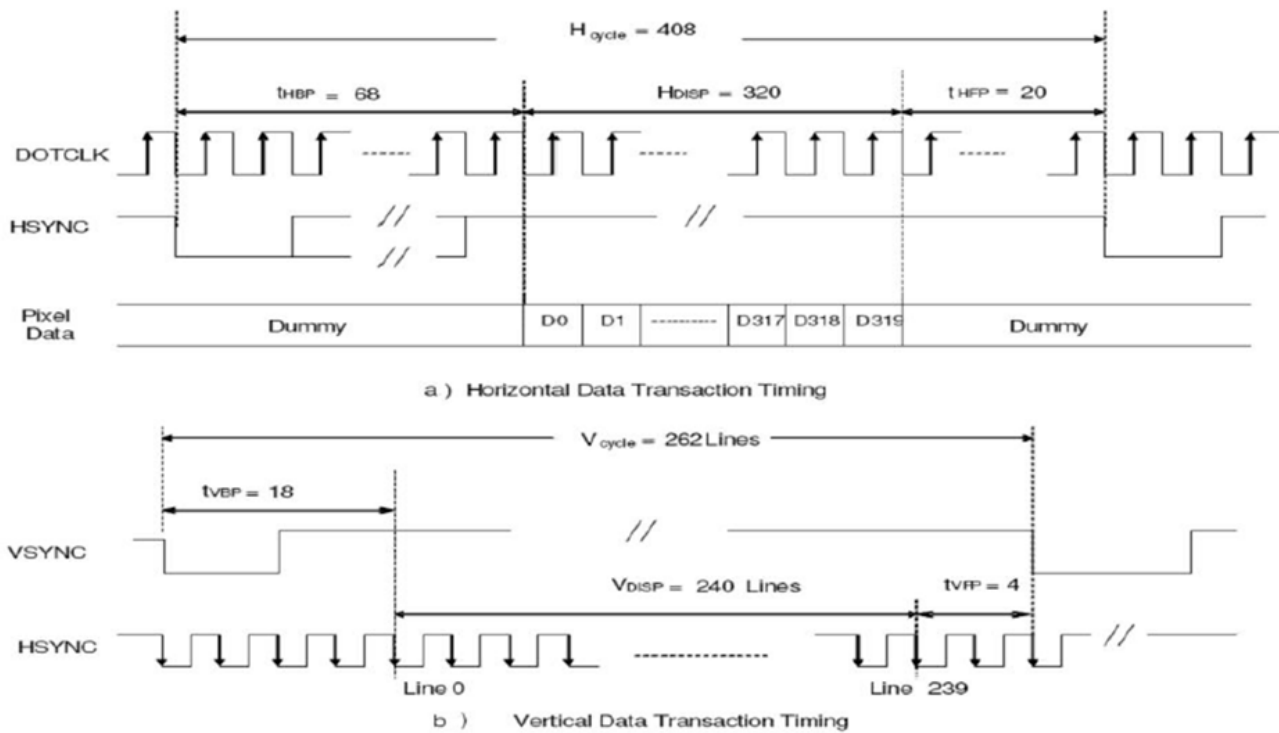 H cycle = 408
tHBP = 68
HDISP = 320
t HFP = 20
DOTCLK
HSYNC
Pixel Data
Dummy
D0
D1
D317
D318
D319
Dummy
a ) Horizontal Data Transaction Timing
V cycle = 262 Lines
tVBP = 18
VSYNC
VDISP = 240 Lines
tVFP = 4
HSYNC
Line 0
Line 239
b ) Vertical Data Transaction Timing